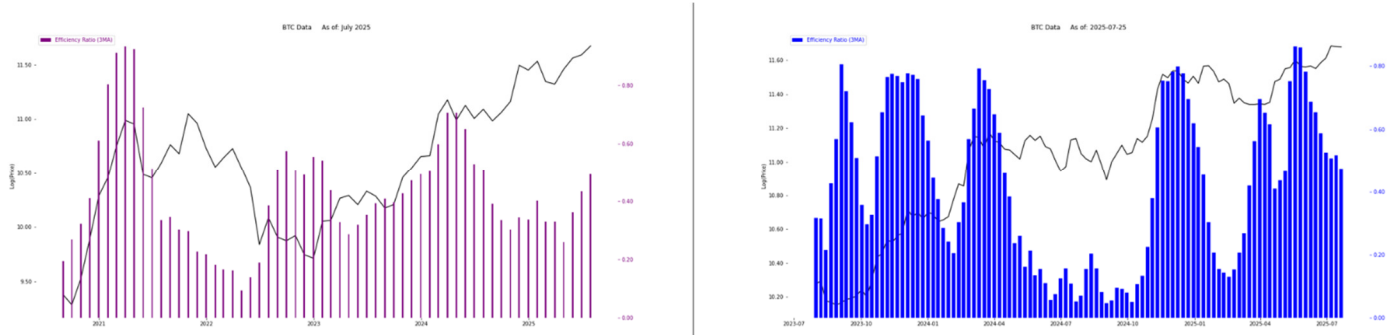 BTC Data As of: July 2025
Efficiency Ratio (3MA)
11.50
11.00
10.50
10.00
9.50
Log(Price)
0.80
0.60
0.40
0.20
0.00
2021 2022 2023 2024 2025
BTC Data As of: 2025-07-25
Efficiency Ratio (3MA)
11.60
11.40
11.20
11.00
10.80
10.60
10.40
10.20
Log(Price)
0.80
0.60
0.40
0.20
0.00
2023-07 2023-10 2024-01 2024-04 2024-07 2024-10 2025-01 2025-04 2025-07